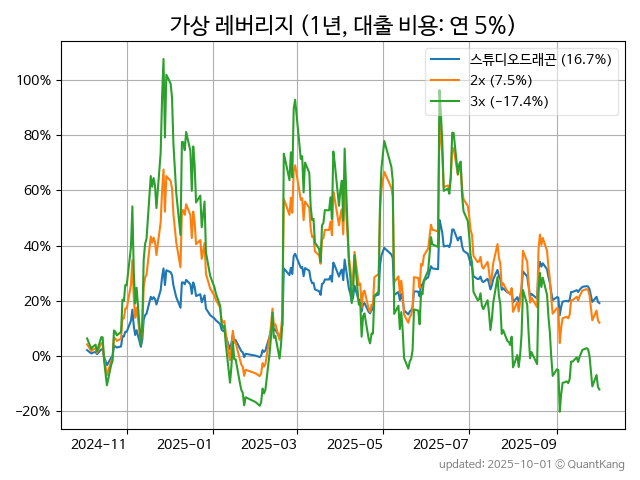 가상 레버리지 (1년, 대출 비용: 연 5%)
스튜디오드래곤 (16.7%)
2x (7.5%)
3x (−17.4%)
100%
80%
60%
40%
20%
0%
−20%
2024-11
2025-01
2025-03
2025-05
2025-07
2025-09
updated: 2025-10-01 © QuantKang